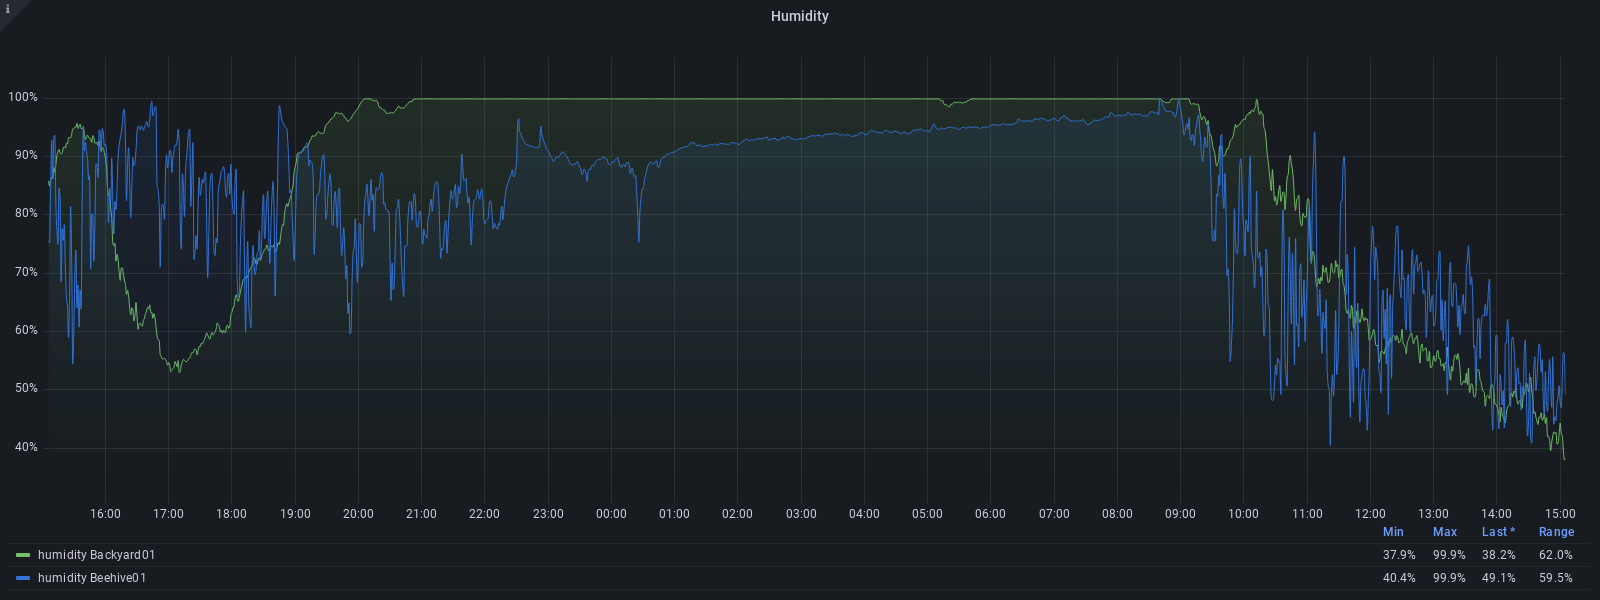 i
Humidity
100%
90%
80%
70%
60%
50%
40%
16:00 17:00 18:00 19:00 20:00 21:00 22:00 23:00 00:00 01:00 02:00 03:00 04:00 05:00 06:00 07:00 08:00 09:00 10:00 11:00 12:00 13:00 14:00 15:00
Min Max Last * Range
humidity Backyard01 37.9% 99.9% 38.2% 62.0%
humidity Beehive01 40.4% 99.9% 49.1% 59.5%